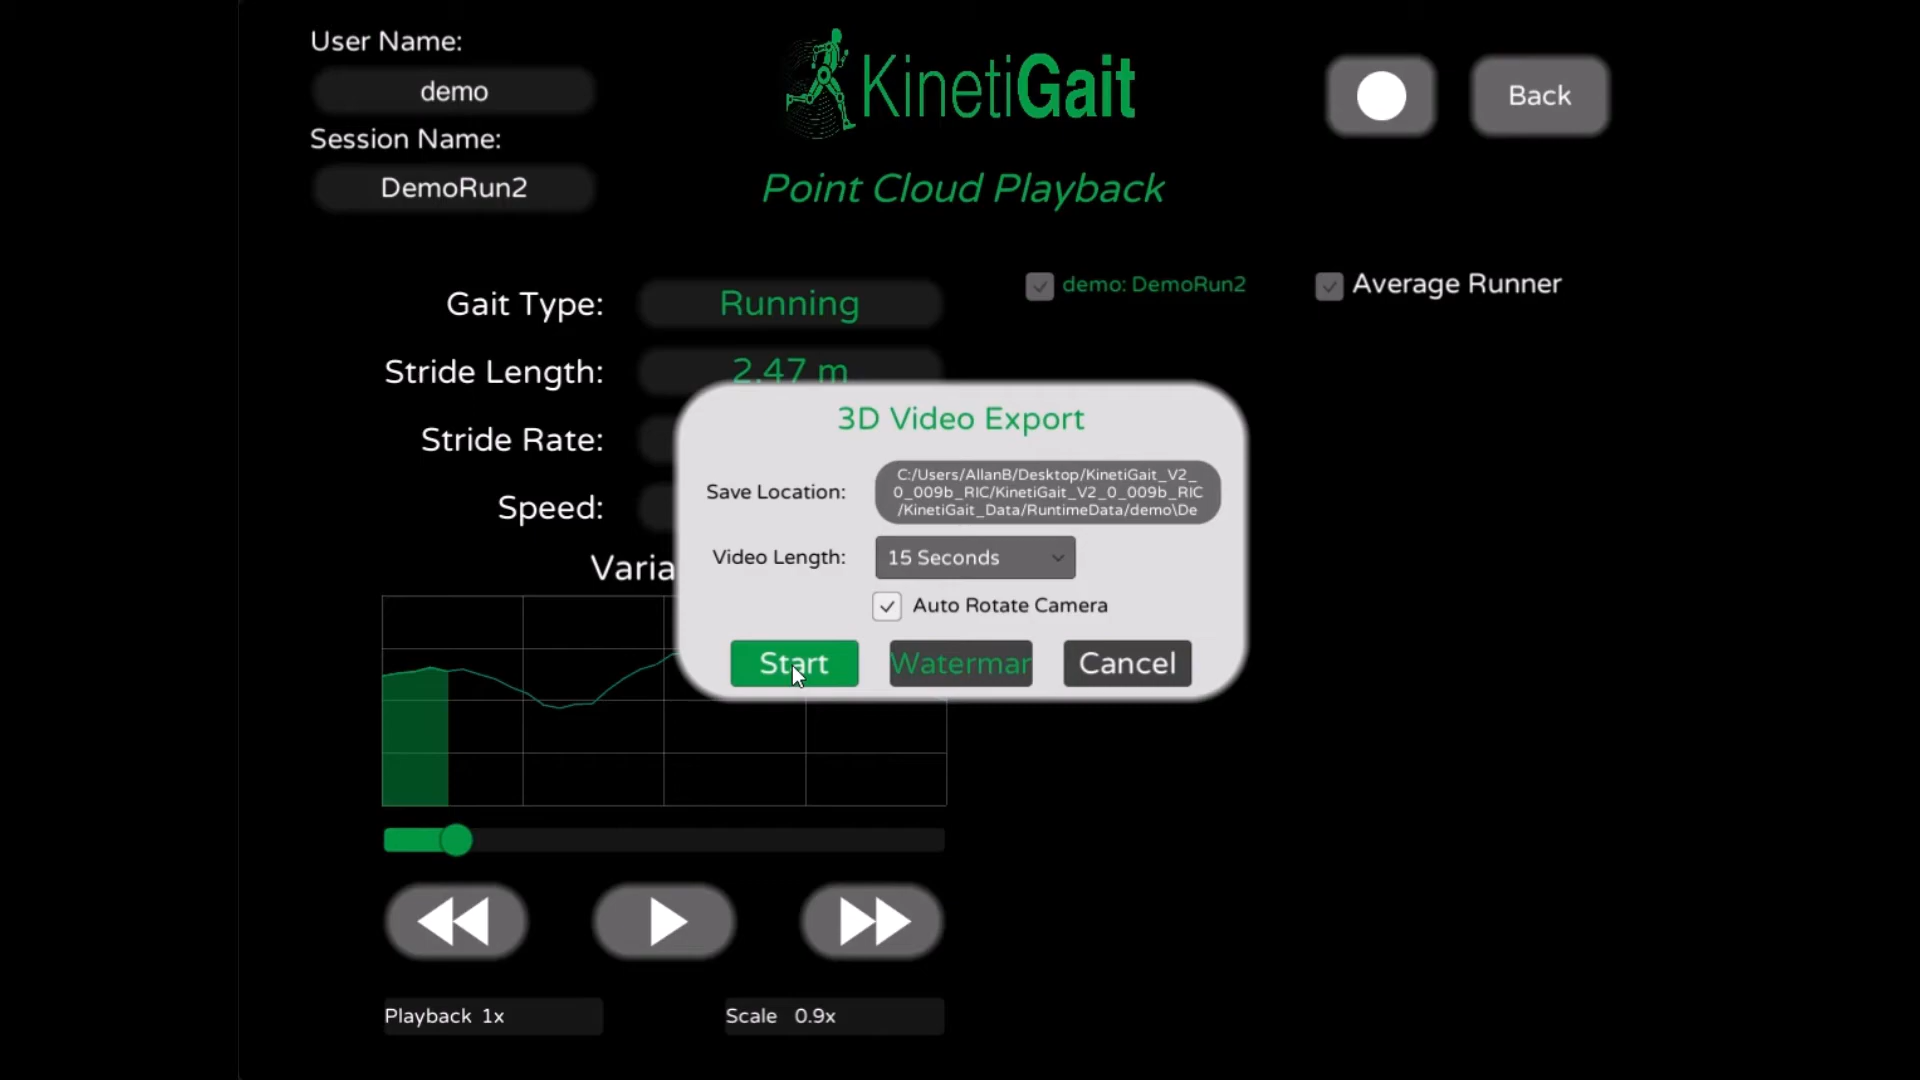 User Name:
demo
Session Name:
DemoRun2
KinetiGait
Point Cloud Playback
Back
Gait Type:
Running
Stride Length:
2.47 m
Stride Rate:
Speed:
Varia
demo: DemoRun2
Average Runner
3D Video Export
Save Location:
C:/Users/AllanB/Desktop/KinetiGait_V2_
0_009b_RIC/KinetiGait_V2_0_009b_RIC
/KinetiGait_Data/RuntimeData/demo\De
Video Length:
15 Seconds
Auto Rotate Camera
Start
Watermar
Cancel
Playback 1x
Scale 0.9x